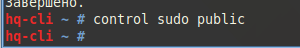 завершено.
hq-cli ~ # control sudo public
hq-cli ~ #